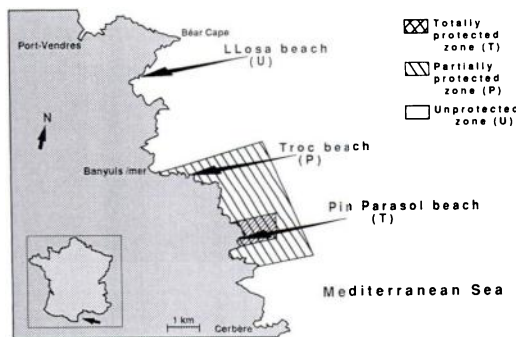 Port-Vendres
Béar Cape
LLosa beach
(U)
Totally
protected
zone (T)
Partially
protected
zone (P)
Unprotected
zone (U)
N
Troc beach
(P)
Banyuls /mer
Pin Parasol beach
(T)
Mediterranean Sea
1 km
Cerbère